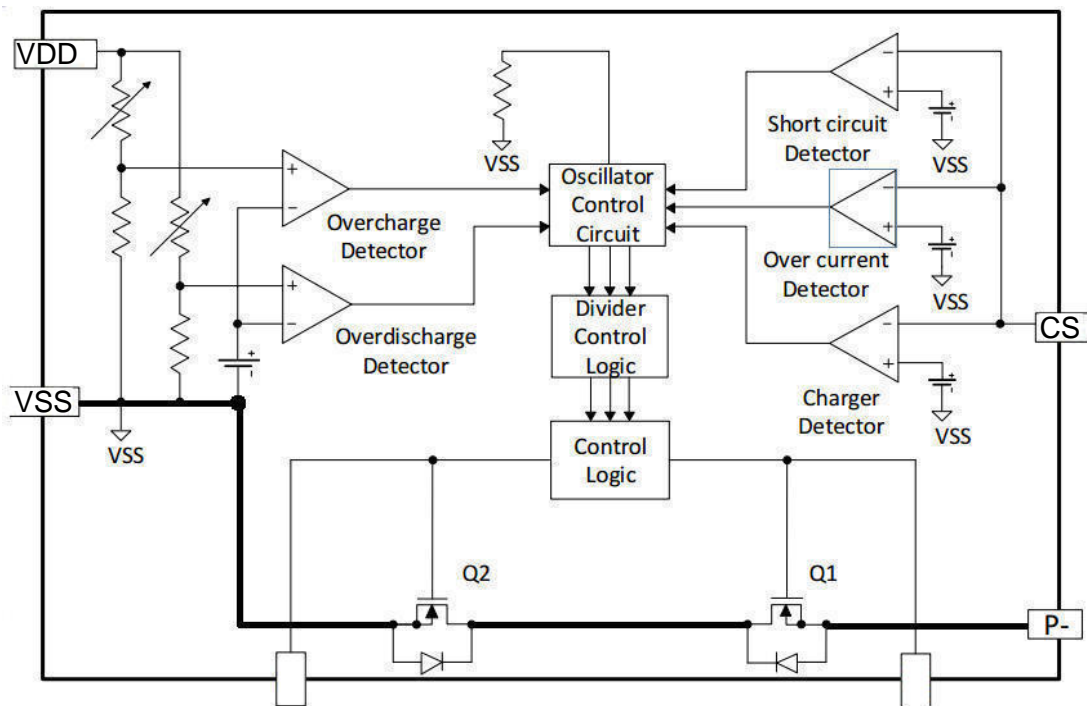 VDD
VSS
Short circuit
Detector
VSS
Oscillator
Control
Circuit
Overcharge
Detector
Over current
Detector
VSS
Divider
Control
Logic
Overdischarge
Detector
CS
VSS
Charger
Detector
VSS
VSS
Control
Logic
Q2
Q1
P-